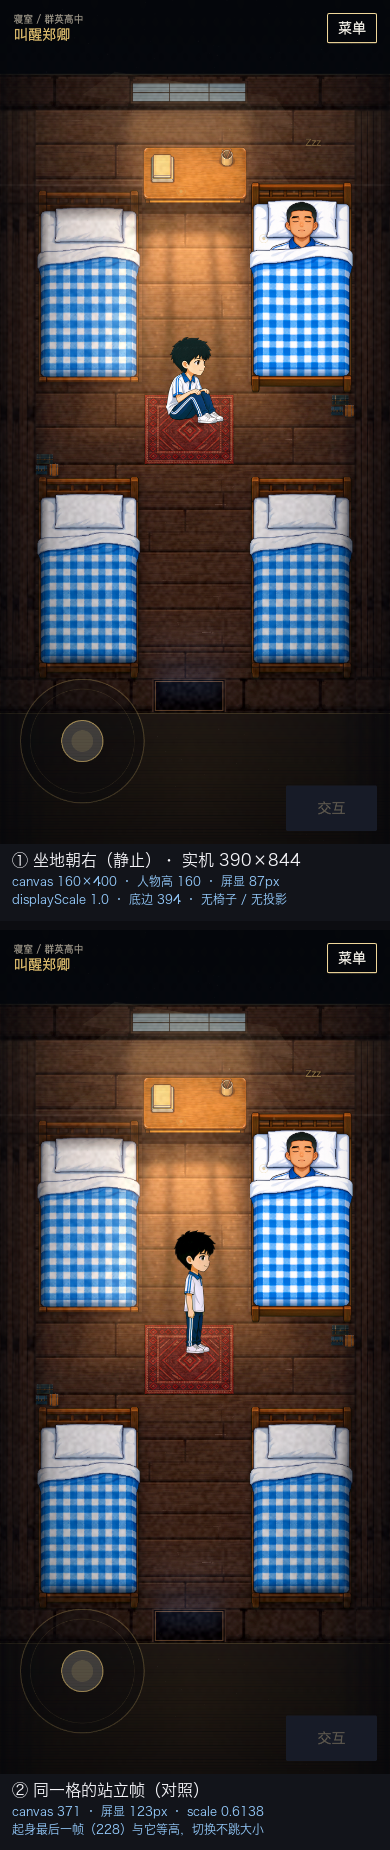 寝室 / 群英高中
叫醒郑卿
菜单
Zzz
交互
① 坐地朝右（静止）· 实机 390×844
canvas 160×400 · 人物高 160 · 屏显 87px
displayScale 1.0 · 底边 394 · 无椅子 / 无投影
寝室 / 群英高中
叫醒郑卿
菜单
Zzz
交互
② 同一格的站立帧（对照）
canvas 371 · 屏显 123px · scale 0.6138
起身最后一帧（228）与它等高，切换不跳大小